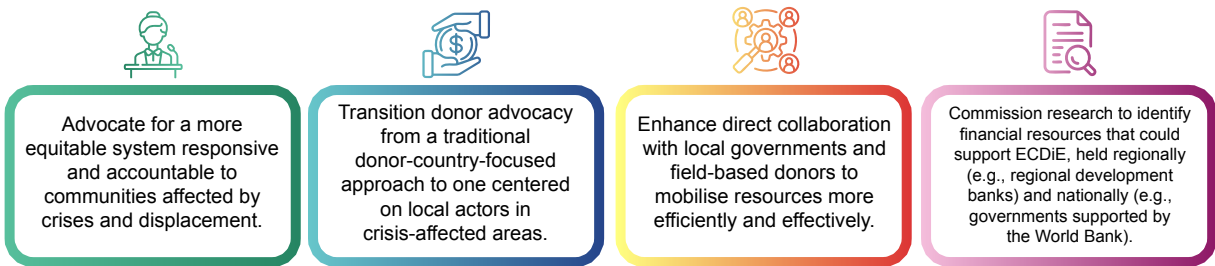 Advocate for a more
equitable system responsive
and accountable to
communities affected by
crises and displacement.
Transition donor advocacy
from a traditional
donor-country-focused
approach to one centered
on local actors in
crisis-affected areas.
Enhance direct collaboration
with local governments and
field-based donors to
mobilise resources more
efficiently and effectively.
Commission research to identify
financial resources that could
support ECDiE, held regionally
(e.g., regional development
banks) and nationally (e.g.,
governments supported by
the World Bank).